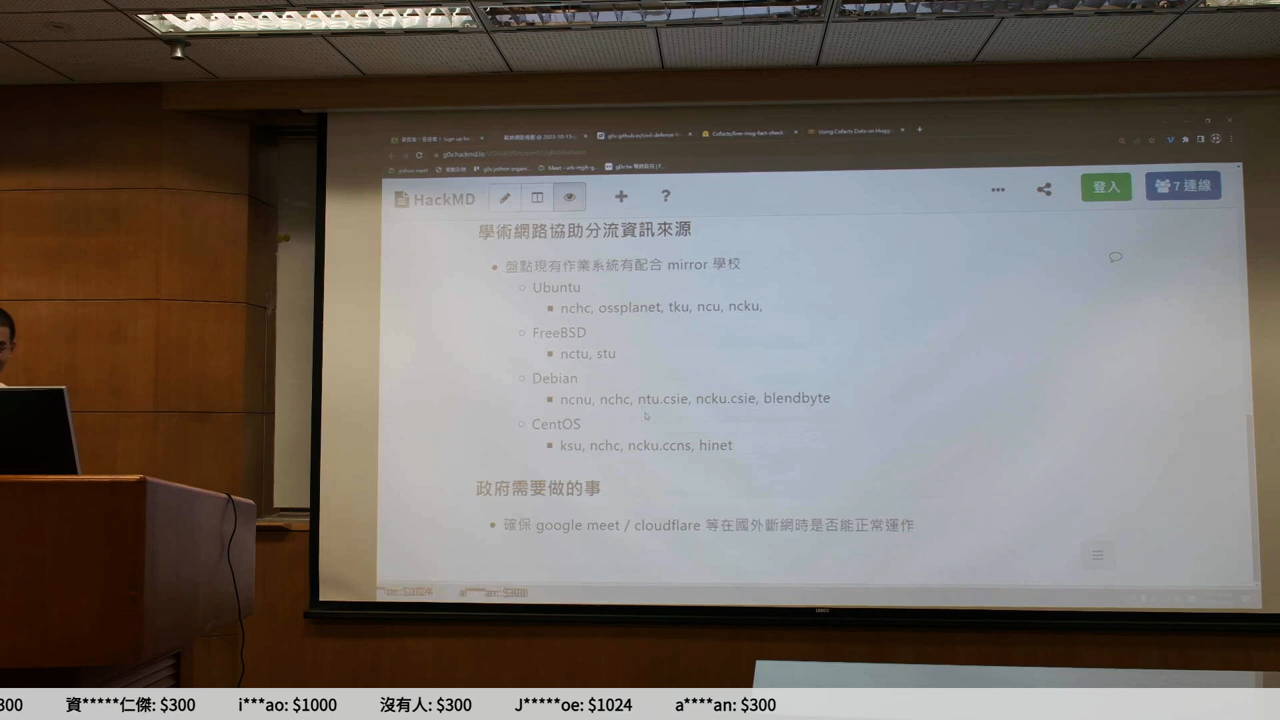 g0v.hackmd.io
HackMD
登入
7 連線
學術網路協助分流資訊來源
盤點現有作業系統有配合 mirror 學校
Ubuntu
nchc, ossplanet, tku, ncu, ncku,
FreeBSD
nctu, stu
Debian
ncnu, nchc, ntu.csie, ncku.csie, blendbyte
CentOS
ksu, nchc, ncku.ccns, hinet
政府需要做的事
確保 google meet / cloudflare 等在國外斷網時是否能正常運作
300 資*****仁傑: $300 i***ao: $1000 沒有人: $300 J*****oe: $1024 a****an: $300